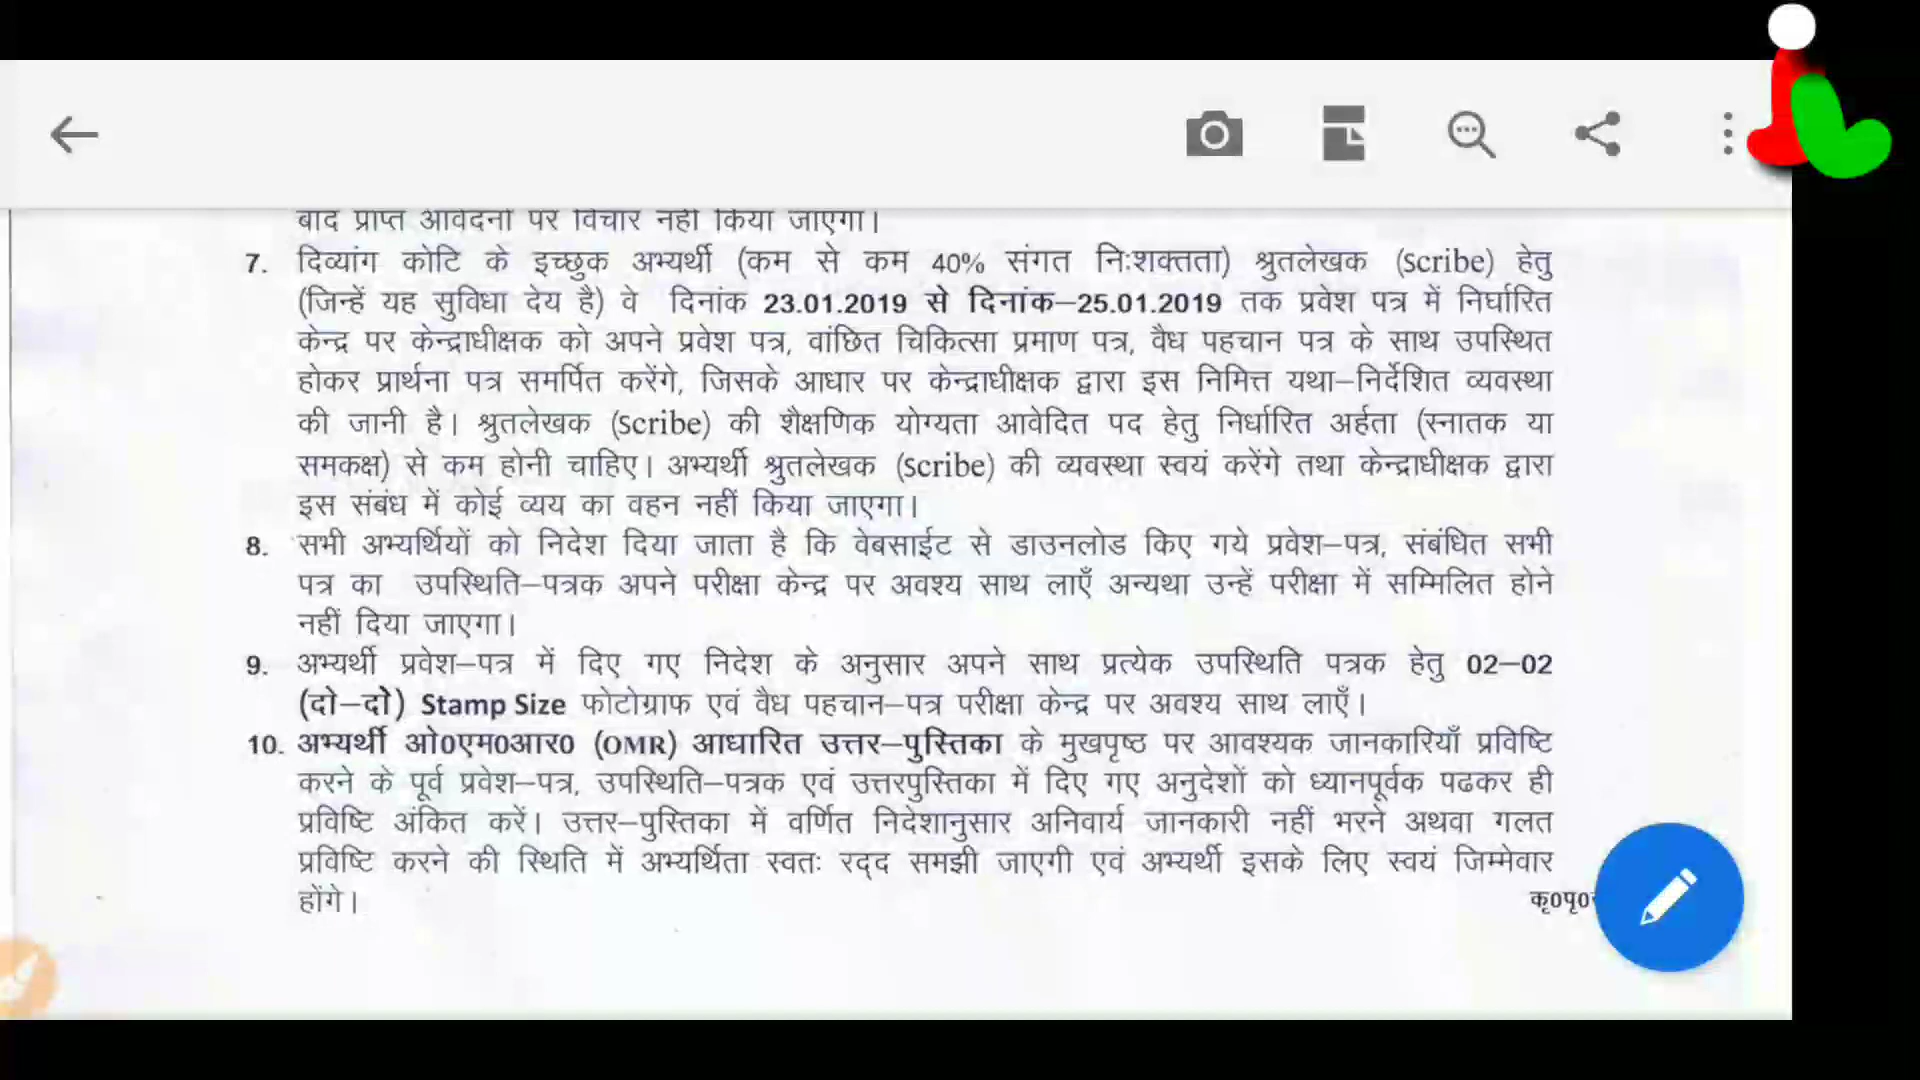 बाद प्राप्त आवेदनों पर विचार नहीं किया जाएगा।
7. दिव्यांग कोटि के इच्छुक अभ्यर्थी (कम से कम 40% संगत निःशक्तता) श्रुतलेखक (Scribe) हेतु
(जिन्हें यह सुविधा देय है) वे दिनांक 23.01.2019 से दिनांक–25.01.2019 तक प्रवेश पत्र में निर्धारित
केन्द्र पर केन्द्राधीक्षक को अपने प्रवेश पत्र, वांछित चिकित्सा प्रमाण पत्र, वैध पहचान पत्र के साथ उपस्थित
होकर प्रार्थना पत्र समर्पित करेंगे, जिसके आधार पर केन्द्राधीक्षक द्वारा इस निमित्त यथा–निर्देशित व्यवस्था
की जानी है। श्रुतलेखक (Scribe) की शैक्षणिक योग्यता आवेदित पद हेतु निर्धारित अर्हता (स्नातक या
समकक्ष) से कम होनी चाहिए। अभ्यर्थी श्रुतलेखक (Scribe) की व्यवस्था स्वयं करेंगे तथा केन्द्राधीक्षक द्वारा
इस संबंध में कोई व्यय का वहन नहीं किया जाएगा।
8. सभी अभ्यर्थियों को निदेश दिया जाता है कि वेबसाईट से डाउनलोड किए गये प्रवेश–पत्र, संबंधित सभी
पत्र का उपस्थिति–पत्रक अपने परीक्षा केन्द्र पर अवश्य साथ लाएँ अन्यथा उन्हें परीक्षा में सम्मिलित होने
नहीं दिया जाएगा।
9. अभ्यर्थी प्रवेश–पत्र में दिए गए निदेश के अनुसार अपने साथ प्रत्येक उपस्थिति पत्रक हेतु 02–02
(दो–दो) Stamp Size फोटोग्राफ एवं वैध पहचान–पत्र परीक्षा केन्द्र पर अवश्य साथ लाएँ।
10. अभ्यर्थी ओ0एम0आर0 (OMR) आधारित उत्तर–पुस्तिका के मुखपृष्ठ पर आवश्यक जानकारियाँ प्रविष्टि
करने के पूर्व प्रवेश–पत्र, उपस्थिति–पत्रक एवं उत्तरपुस्तिका में दिए गए अनुदेशों को ध्यानपूर्वक पढकर ही
प्रविष्टि अंकित करें। उत्तर–पुस्तिका में वर्णित निदेशानुसार अनिवार्य जानकारी नहीं भरने अथवा गलत
प्रविष्टि करने की स्थिति में अभ्यर्थिता स्वतः रद्द समझी जाएगी एवं अभ्यर्थी इसके लिए स्वयं जिम्मेवार
होंगे।
कृ0पृ0